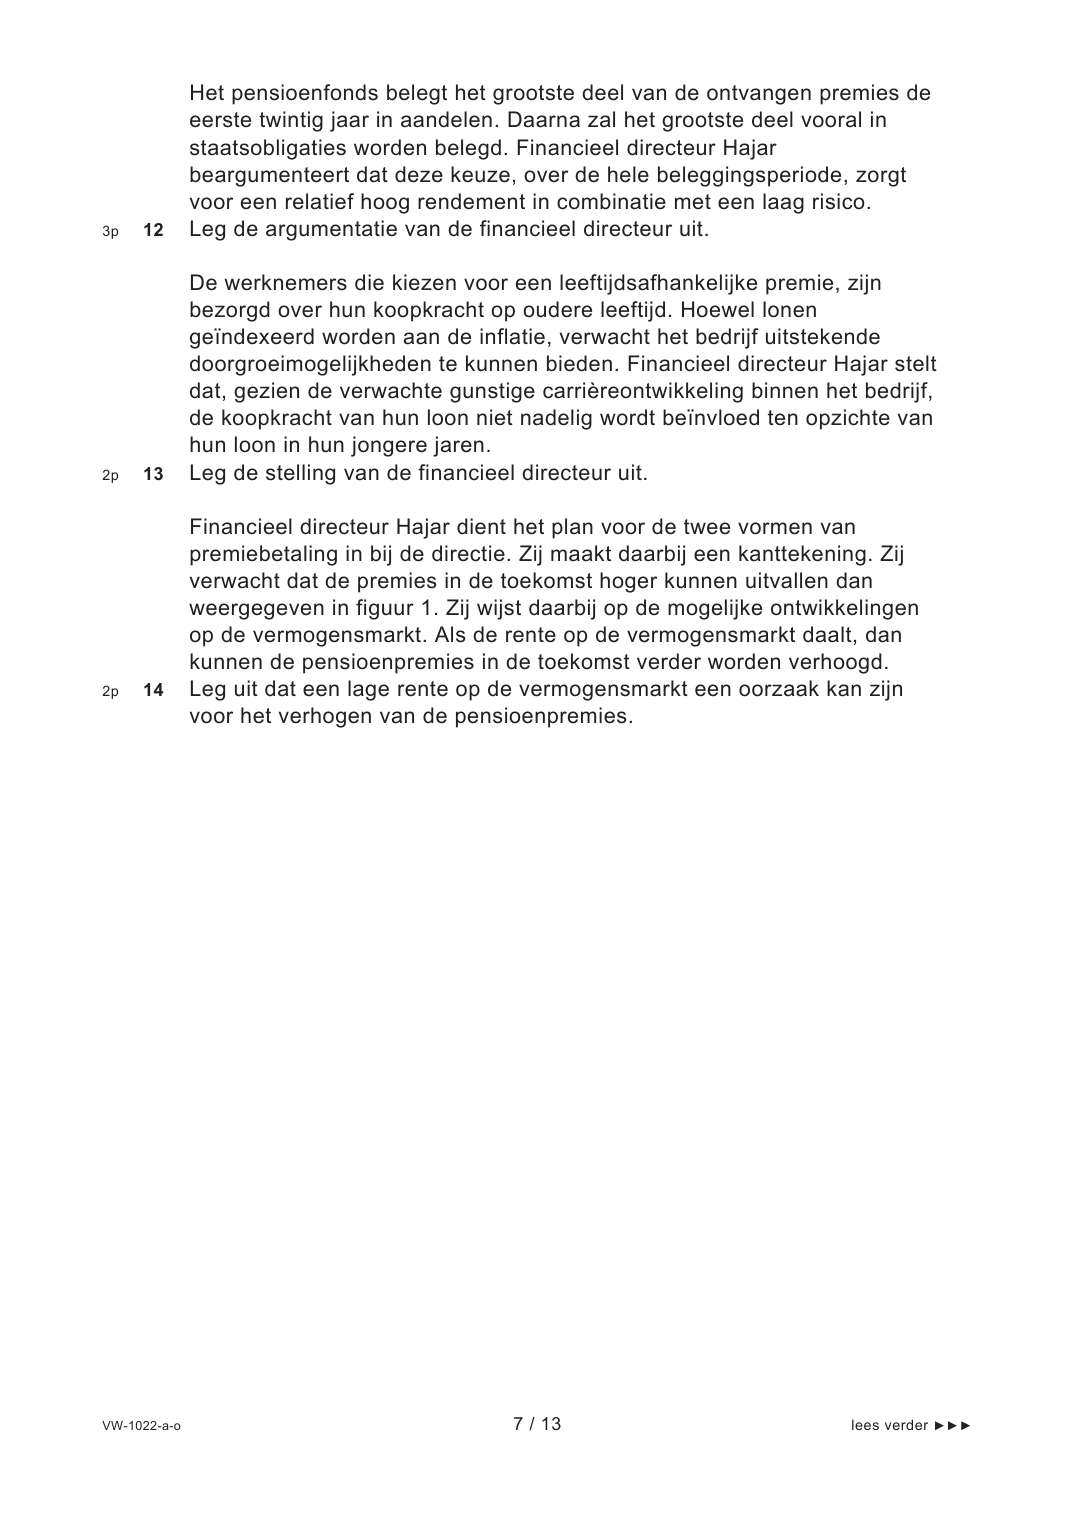 Het pensioenfonds belegt het grootste deel van de ontvangen premies de
eerste twintig jaar in aandelen. Daarna zal het grootste deel vooral in
staatsobligaties worden belegd. Financieel directeur Hajar
beargumenteert dat deze keuze, over de hele beleggingsperiode, zorgt
voor een relatief hoog rendement in combinatie met een laag risico.
3p 12 Leg de argumentatie van de financieel directeur uit.
De werknemers die kiezen voor een leeftijdsafhankelijke premie, zijn
bezorgd over hun koopkracht op oudere leeftijd. Hoewel lonen
geïndexeerd worden aan de inflatie, verwacht het bedrijf uitstekende
doorgroeimogelijkheden te kunnen bieden. Financieel directeur Hajar stelt
dat, gezien de verwachte gunstige carrièreontwikkeling binnen het bedrijf,
de koopkracht van hun loon niet nadelig wordt beïnvloed ten opzichte van
hun loon in hun jongere jaren.
2p 13 Leg de stelling van de financieel directeur uit.
Financieel directeur Hajar dient het plan voor de twee vormen van
premiebetaling in bij de directie. Zij maakt daarbij een kanttekening. Zij
verwacht dat de premies in de toekomst hoger kunnen uitvallen dan
weergegeven in figuur 1. Zij wijst daarbij op de mogelijke ontwikkelingen
op de vermogensmarkt. Als de rente op de vermogensmarkt daalt, dan
kunnen de pensioenpremies in de toekomst verder worden verhoogd.
2p 14 Leg uit dat een lage rente op de vermogensmarkt een oorzaak kan zijn
voor het verhogen van de pensioenpremies.
VW-1022-a-o 7 / 13 lees verder ►►►